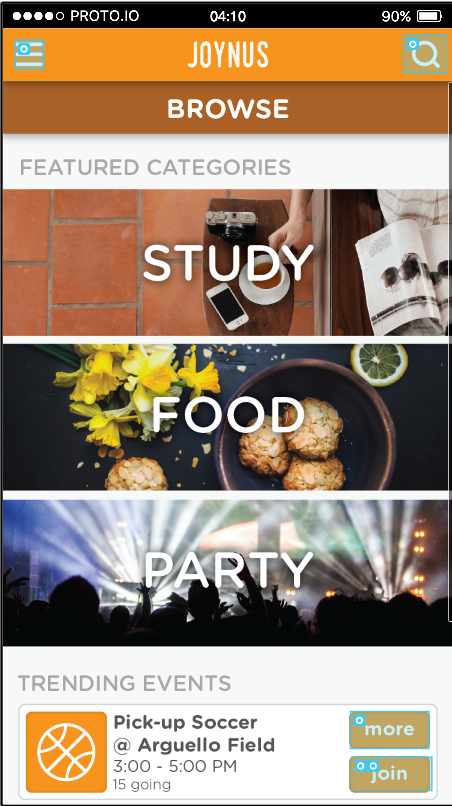 PROTO.IO 04:10 90%
JOYNUS
BROWSE
FEATURED CATEGORIES
STUDY
FOOD
PARTY
TRENDING EVENTS
Pick-up Soccer
@ Arguello Field
3:00 - 5:00 PM
15 going
more
join